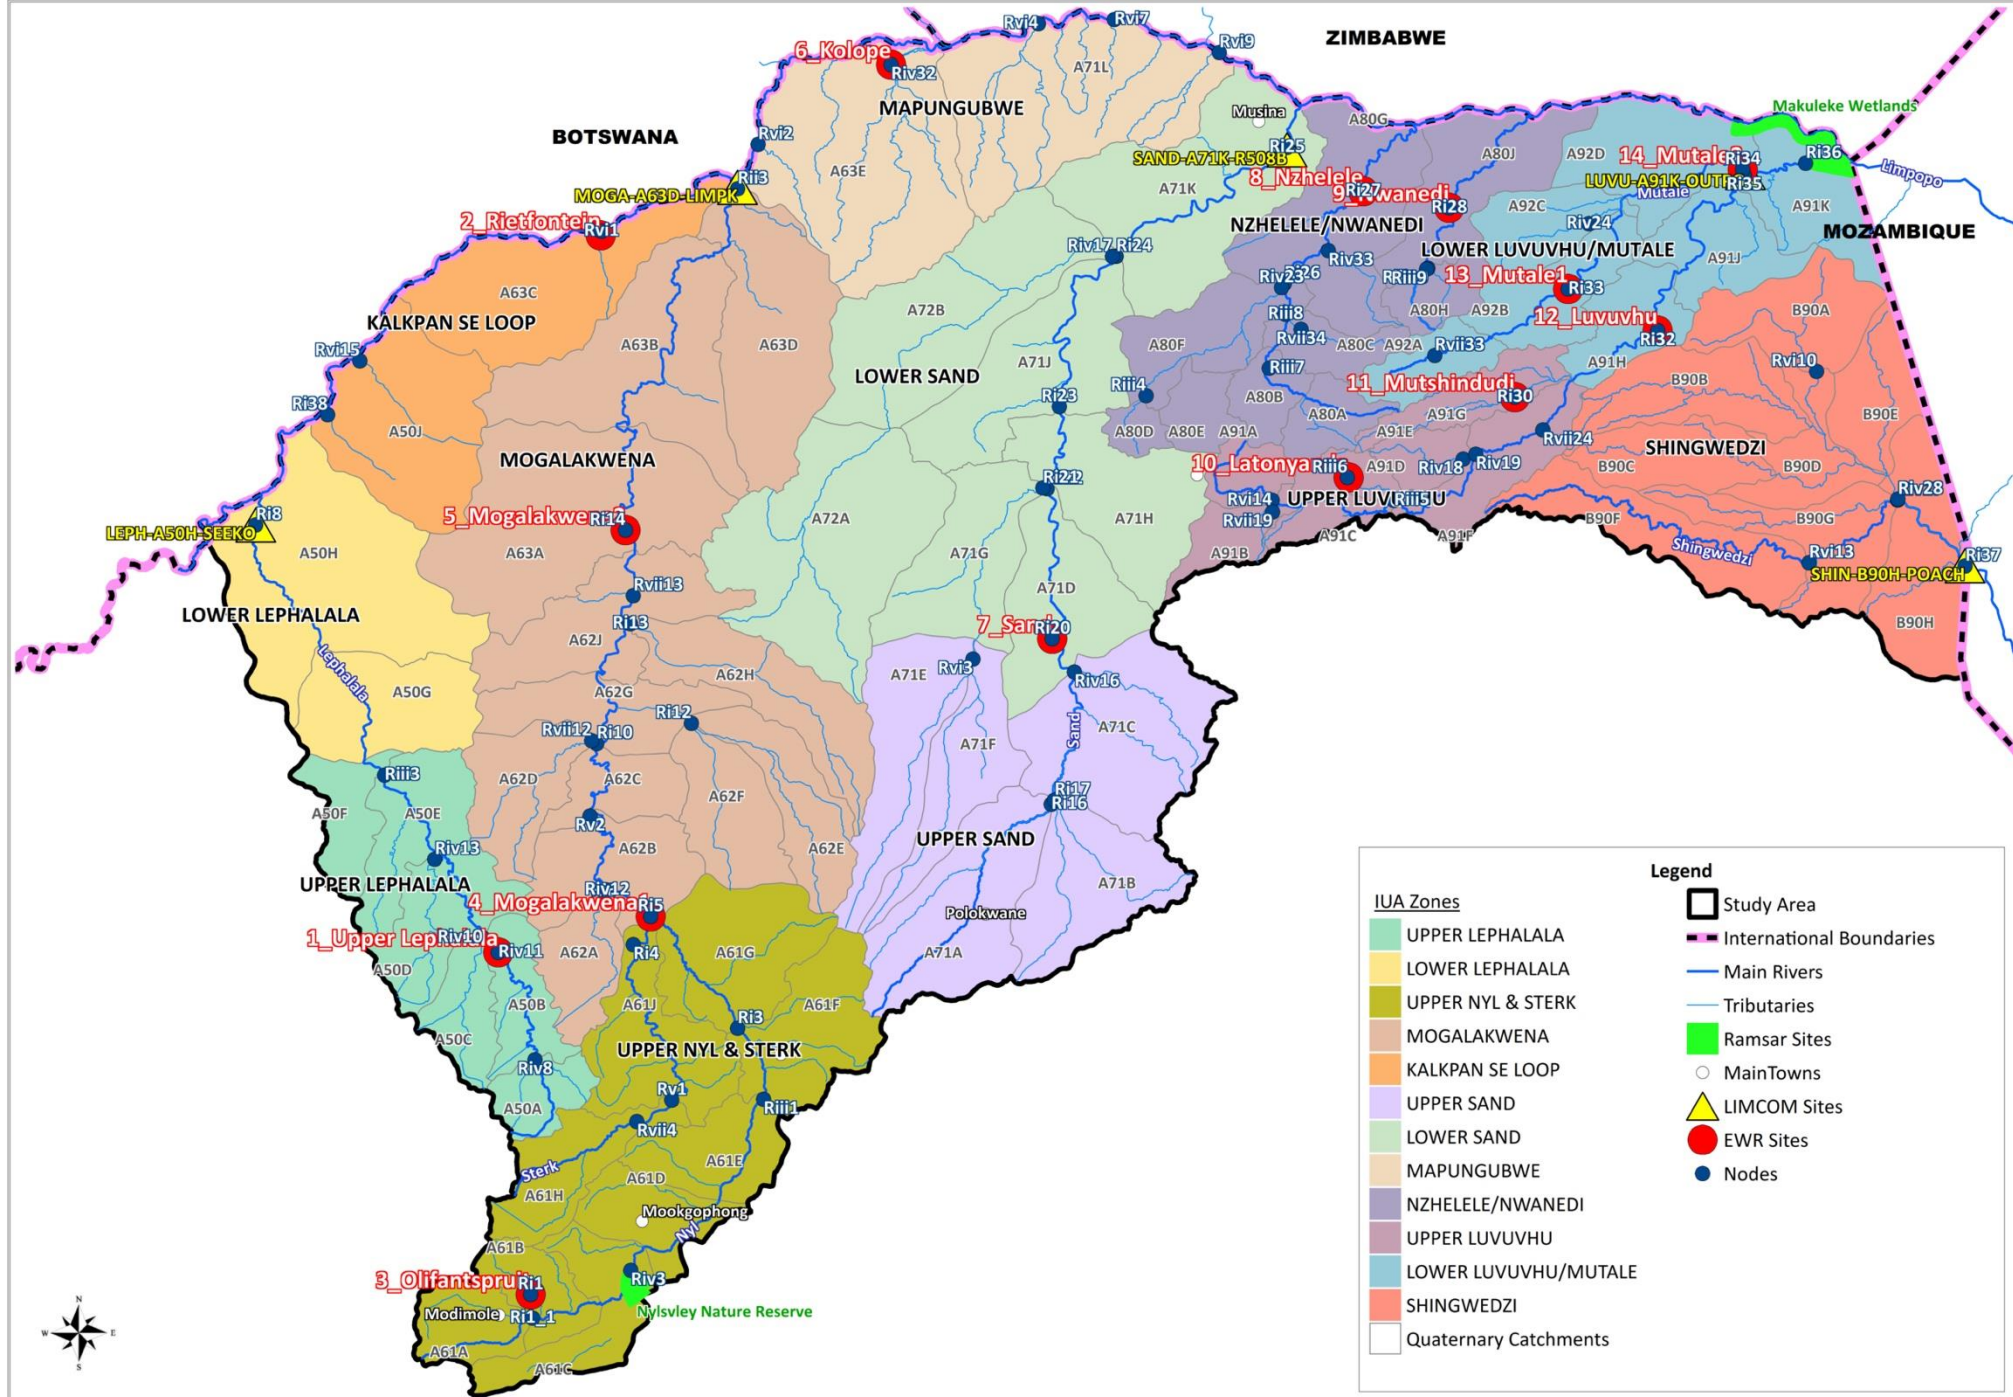 ZIMBABWE
BOTSWANA
MOZAMBIQUE
Limpopo
Makuleke Wetlands
Rvi4
Rvi7
Rvi9
6_Kolope
Riv32
A71L
MAPUNGUBWE
A63E
Musina
Rvi2
Rii3
MOGA-A63D-LIMPK
2_Rietfontein
Rvi1
A63C
KALKPAN SE LOOP
Rvi15
Ri38
A50J
Ri25
SAND-A71K-R508B
8_Nzhelele
Ri27
Ri28
A80G
A80J
A92D
14_Mutale
Ri34
Ri35
Ri36
Mutale
A91K
A71K
NZHELELE/NWANEDI
A92C
Riv24
LOWER LUVUVHU/MUTALE
A91J
Riv17
Ri24
Riv33
Riv23
Riii9
13_Mutale1
Ri33
A72B
A63B
A63D
LOWER SAND
A71J
Riii8
Rvii34
A80H
A92B
12_Luvuvhu
Ri32
A80F
A80C
A92A
Rvii33
A91H
B90A
Rvi10
Riii4
Riii7
11_Mutshindudi
Ri30
B90B
Ri23
A80B
A80A
A91G
B90E
A80D
A80E
A91A
A91E
Rvii24
SHINGWEDZI
MOGALAKWENA
10_Latonya
Riii6
A91D
Riv18
Riv19
B90C
B90D
Ri21
Rvi14
Rvii19
UPPER LUVUVHU
Riii5
Riv28
Ri8
LEPH-A50H-SEEKO
5_Mogalakwena
Ri14
A72A
A71H
A91C
A91F
B90F
B90G
A50H
A63A
A71G
A91B
Shingwedzi
Rvi13
Ri37
SHIN-B90H-POACH
Rvii13
A71D
LOWER LEPHALALA
Ri13
A62J
7_Sand
Ri20
B90H
Lephalala
A50G
A62H
A71E
Rvi3
Riv16
A62G
Ri12
Rvii12
Ri10
A71F
Sand
A71C
Riii3
A62D
A62C
A62F
Ri17
Ri16
A50F
A50E
Rv2
UPPER SAND
Riv13
A62B
A62E
UPPER LEPHALALA
Riv12
A71B
4_Mogalakwena
Ri5
Polokwane
1_Upper Lephalala
Riv10
Riv11
A50D
A62A
Ri4
A61G
A71A
A50B
A61J
A61F
Ri3
A50C
UPPER NYL & STERK
Riv8
A50A
Rv1
Riii1
Rvii4
Sterk
A61E
A61D
A61H
Mookgophong
Nyl
A61B
3_Olifantspruit
Ri1
Riv3
Modimole
Ri1_1
Nylsvley Nature Reserve
A61A
A61C
N
W
E
S
Legend
IUA Zones
UPPER LEPHALALA
LOWER LEPHALALA
UPPER NYL & STERK
MOGALAKWENA
KALKPAN SE LOOP
UPPER SAND
LOWER SAND
MAPUNGUBWE
NZHELELE/NWANEDI
UPPER LUVUVHU
LOWER LUVUVHU/MUTALE
SHINGWEDZI
Quaternary Catchments
Study Area
International Boundaries
Main Rivers
Tributaries
Ramsar Sites
MainTowns
LIMCOM Sites
EWR Sites
Nodes